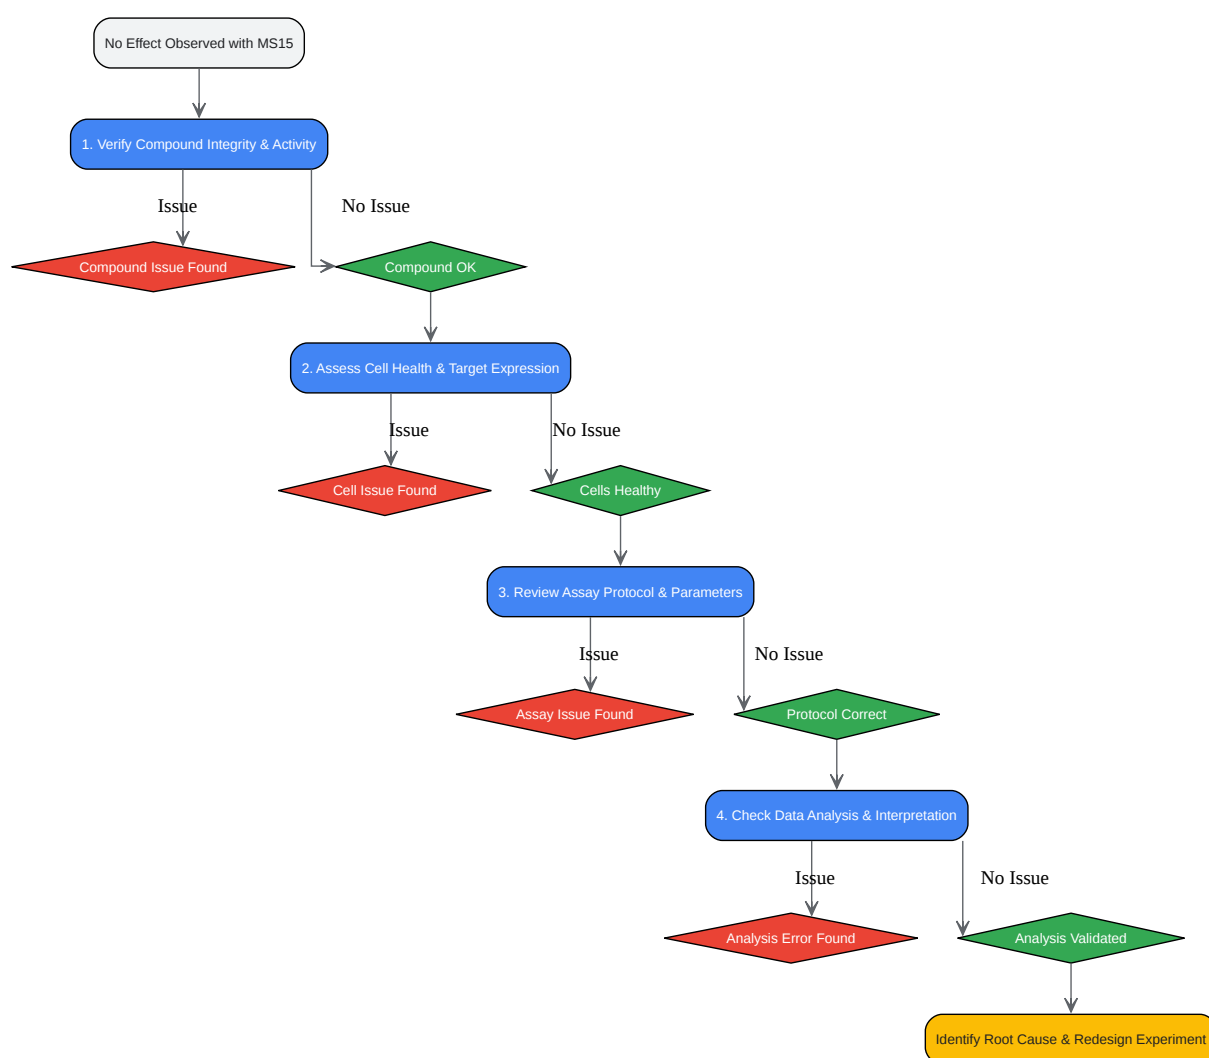 No Effect Observed with MS15
1. Verify Compound Integrity & Activity
Issue
No Issue
Compound Issue Found
Compound OK
2. Assess Cell Health & Target Expression
Issue
No Issue
Cell Issue Found
Cells Healthy
3. Review Assay Protocol & Parameters
Issue
No Issue
Assay Issue Found
Protocol Correct
4. Check Data Analysis & Interpretation
Issue
No Issue
Analysis Error Found
Analysis Validated
Identify Root Cause & Redesign Experiment